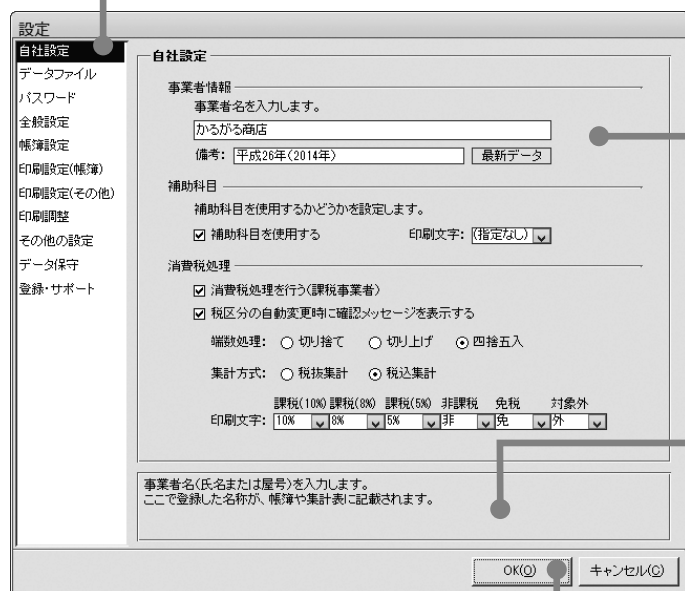 設定
自社設定
データファイル
パスワード
全般設定
帳簿設定
印刷設定(帳簿)
印刷設定(その他)
印刷調整
その他の設定
データ保守
登録・サポート
自社設定
事業者情報
事業者名を入力します。
かるがる商店
備考: 平成26年(2014年) 最新データ
補助科目
補助科目を使用するかどうかを設定します。
補助科目を使用する 印刷文字: (指定なし)
消費税処理
消費税処理を行う(課税事業者)
税区分の自動変更時に確認メッセージを表示する
端数処理: 切り捨て 切り上げ 四捨五入
集計方式: 税抜集計 税込集計
課税(10%) 課税(8%) 課税(5%) 非課税 免税 対象外
印刷文字: 10% 8% 5% 非 免 外
事業者名(氏名または屋号)を入力します。
ここで登録した名称が、帳簿や集計表に記載されます。
OK(O) キャンセル(C)